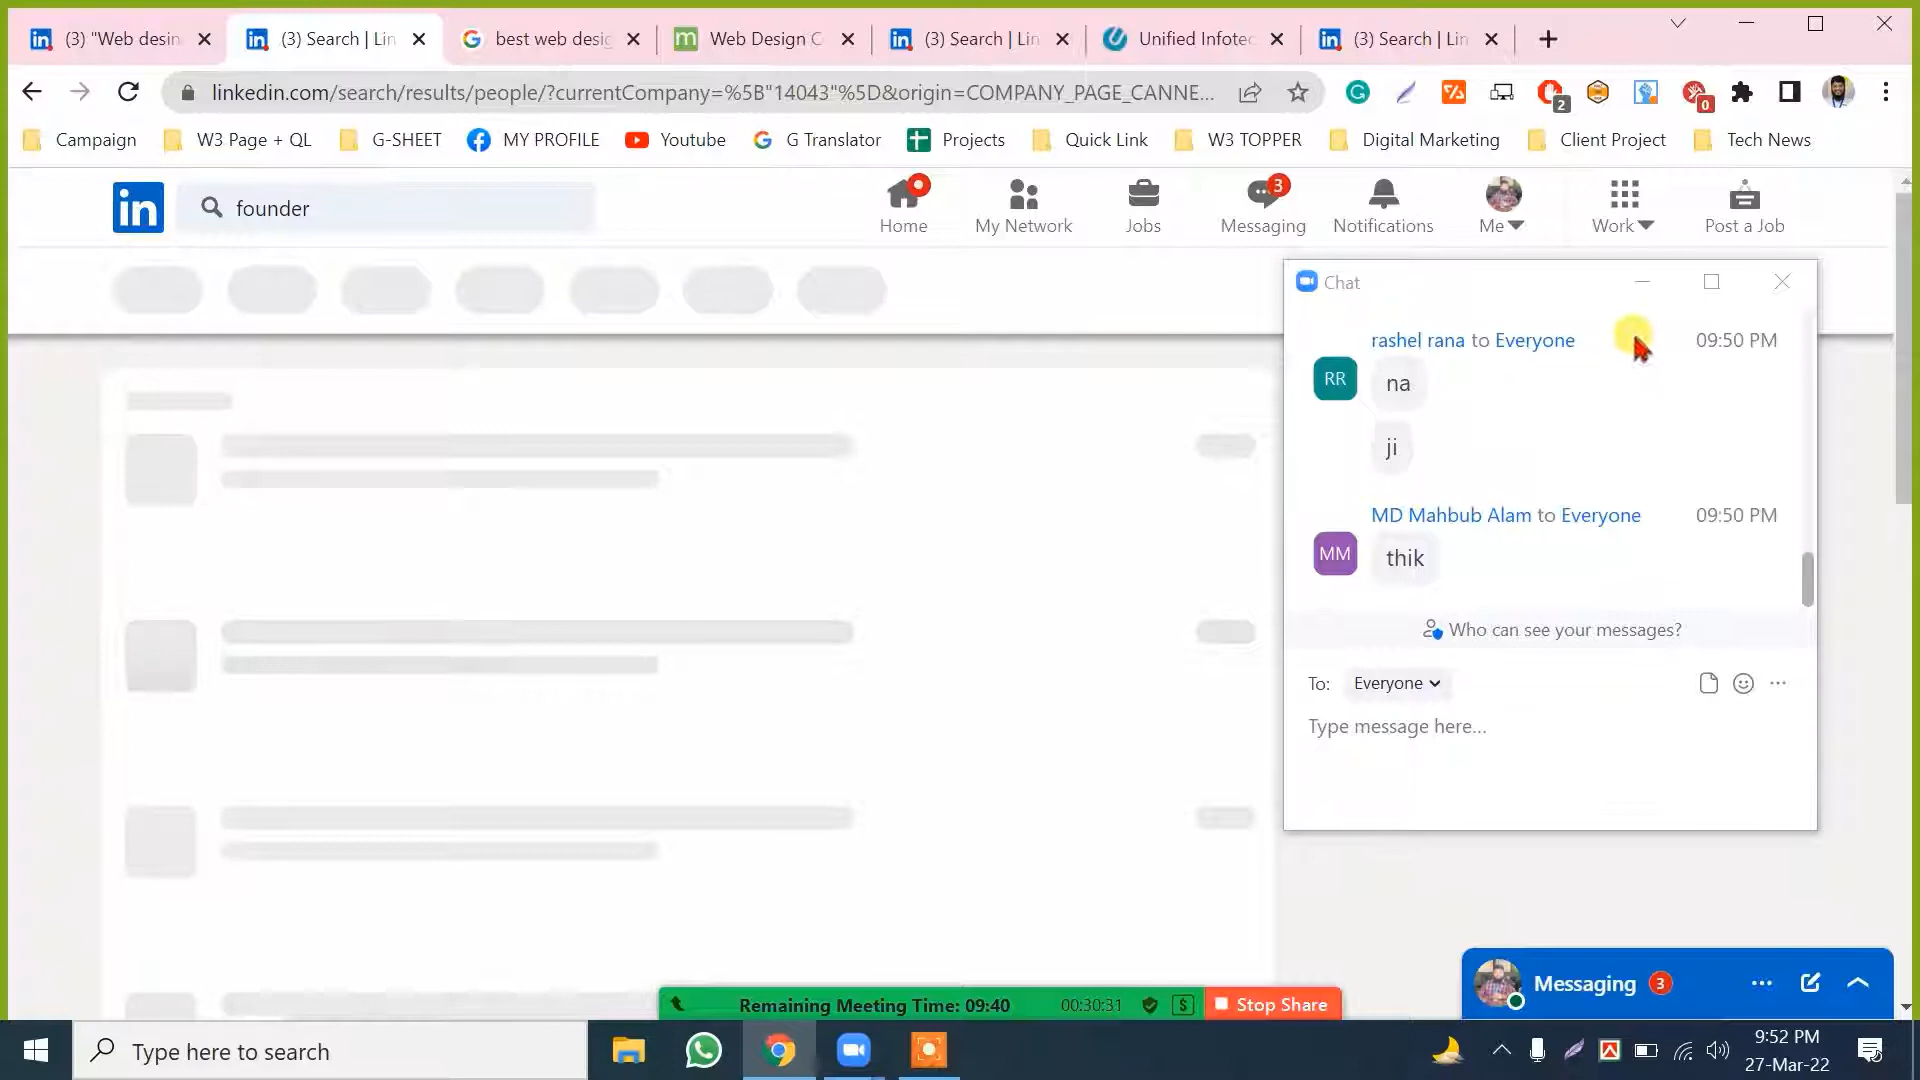 (3) "Web desin
(3) Search | Lin
best web desig
Web Design C
(3) Search | Lin
Unified Infotec
(3) Search | Lin
linkedin.com/search/results/people/?currentCompany=%5B"14043"%5D&origin=COMPANY_PAGE_CANNE...
2
0
Campaign
W3 Page + QL
G-SHEET
MY PROFILE
Youtube
G Translator
Projects
Quick Link
W3 TOPPER
Digital Marketing
Client Project
Tech News
in
founder
Home
My Network
Jobs
3
Messaging
Notifications
Me
Work
Post a Job
Chat
rashel rana to Everyone 09:50 PM
RR
na
ji
MD Mahbub Alam to Everyone 09:50 PM
MM
thik
Who can see your messages?
To: Everyone
Type message here...
Messaging 3
Remaining Meeting Time: 09:40 00:30:31 $ Stop Share
Type here to search
9:52 PM
27-Mar-22